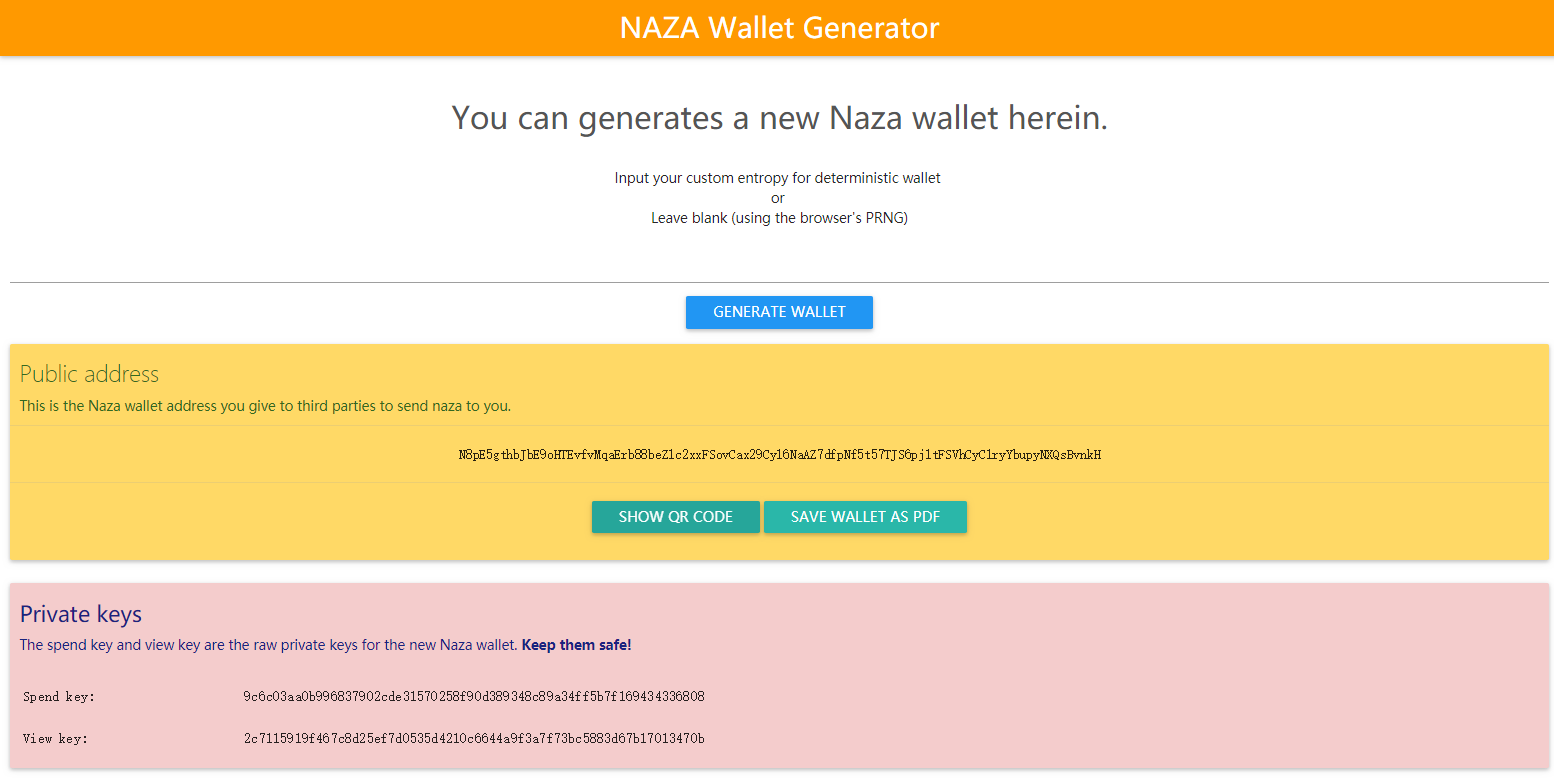 NAZA Wallet Generator
You can generates a new Naza wallet herein.
Input your custom entropy for deterministic wallet
or
Leave blank (using the browser's PRNG)
GENERATE WALLET
Public address
This is the Naza wallet address you give to third parties to send naza to you.
N8pE5gthbJbE9oHTEvfvMqaErb88beZ1c2xxFSovCax29Cy16NaAZ7dfpNf5t57TJS6pj1tFSVhCyC1ryYbupyNXQsBvnkH
SHOW QR CODE SAVE WALLET AS PDF
Private keys
The spend key and view key are the raw private keys for the new Naza wallet. Keep them safe!
Spend key: 9c6c03aa0b996837902cde31570258f90d389348c89a34ff5b7f169434336808
View key: 2c7115919f467c8d25ef7d0535d4210c6644a9f3a7f73bc5883d67b17013470b